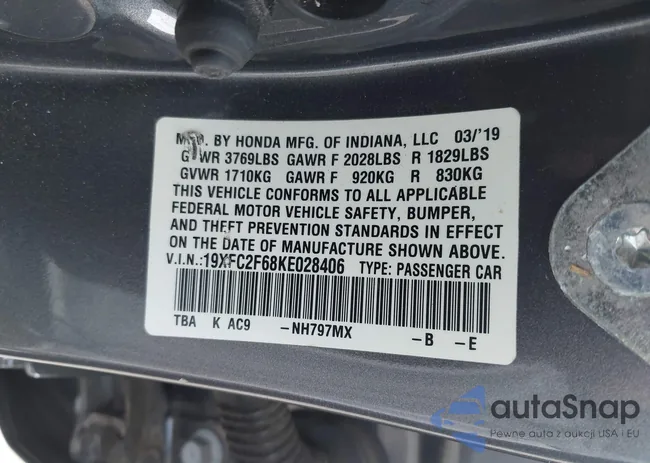 MFD. BY HONDA MFG. OF INDIANA, LLC 03/'19
GVWR 3769LBS GAWR F 2028LBS R 1829LBS
GVWR 1710KG GAWR F 920KG R 830KG
THIS VEHICLE CONFORMS TO ALL APPLICABLE
FEDERAL MOTOR VEHICLE SAFETY, BUMPER,
AND THEFT PREVENTION STANDARDS IN EFFECT
ON THE DATE OF MANUFACTURE SHOWN ABOVE.
V.I.N.:19XFC2F68KE028406 TYPE: PASSENGER CAR
TBA K AC9 -NH797MX -B -E
autaSnap
Pewne auta z aukcji USA i EU